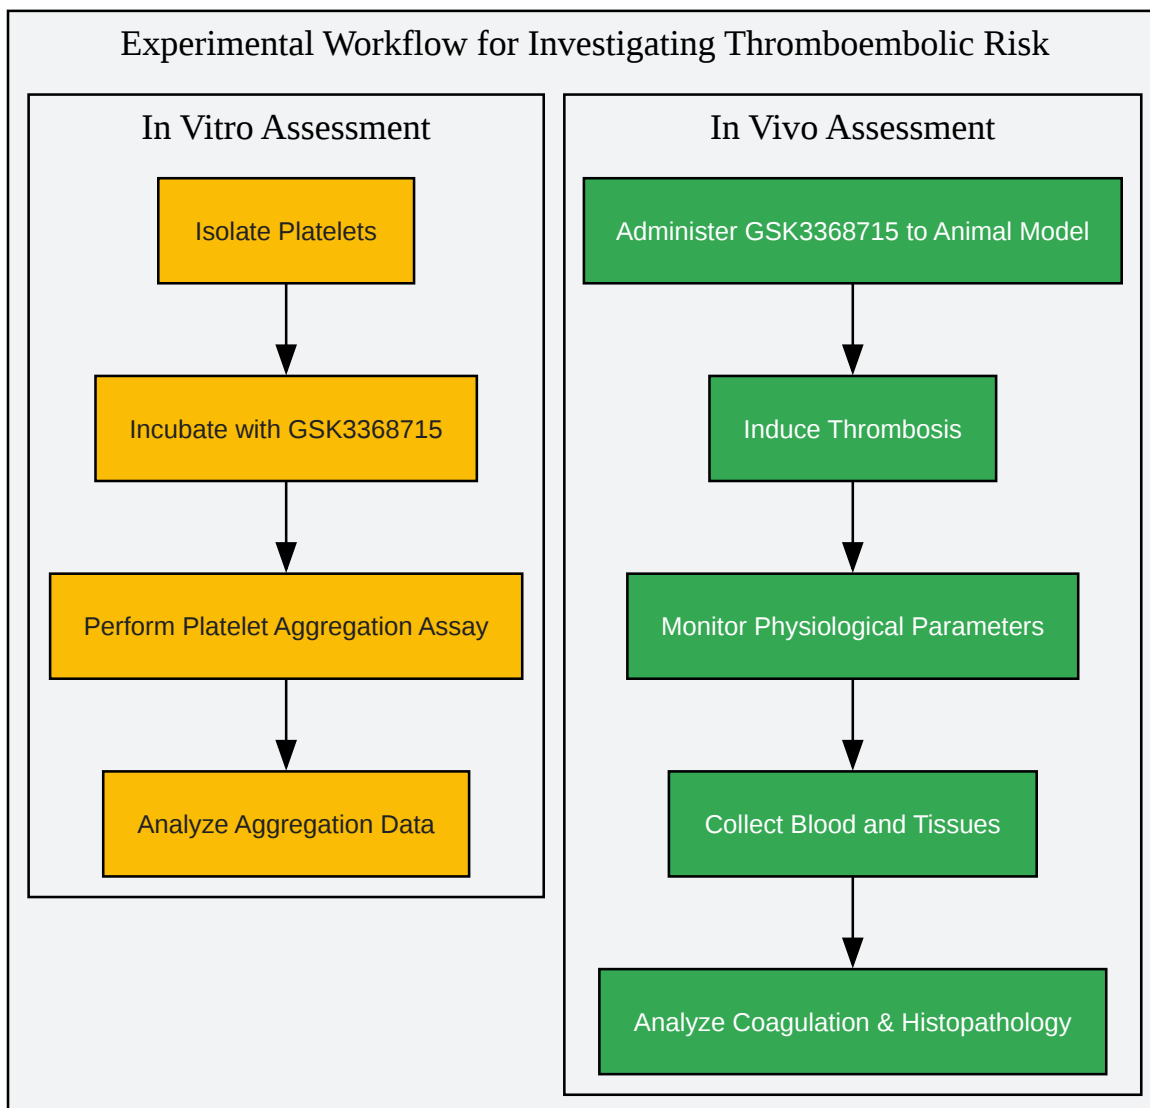 Experimental Workflow for Investigating Thromboembolic Risk
In Vitro Assessment
Isolate Platelets
Incubate with GSK3368715
Perform Platelet Aggregation Assay
Analyze Aggregation Data
In Vivo Assessment
Administer GSK3368715 to Animal Model
Induce Thrombosis
Monitor Physiological Parameters
Collect Blood and Tissues
Analyze Coagulation & Histopathology